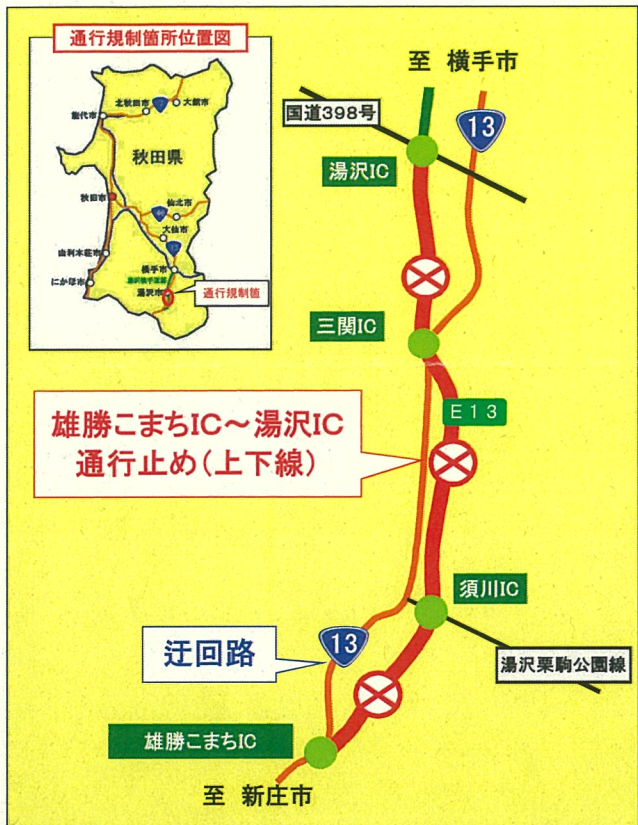 通行規制箇所位置図
北秋田市
7
大館市
能代市
秋田県
秋田市
46
仙北市
大仙市
13
由利本荘市
横手市
にかほ市
湯沢市
通行規制箇
至 横手市
国道398号
13
湯沢IC
三関IC
E13
雄勝こまちIC～湯沢IC
通行止め(上下線)
須川IC
迂回路
13
湯沢栗駒公園線
雄勝こまちIC
至 新庄市